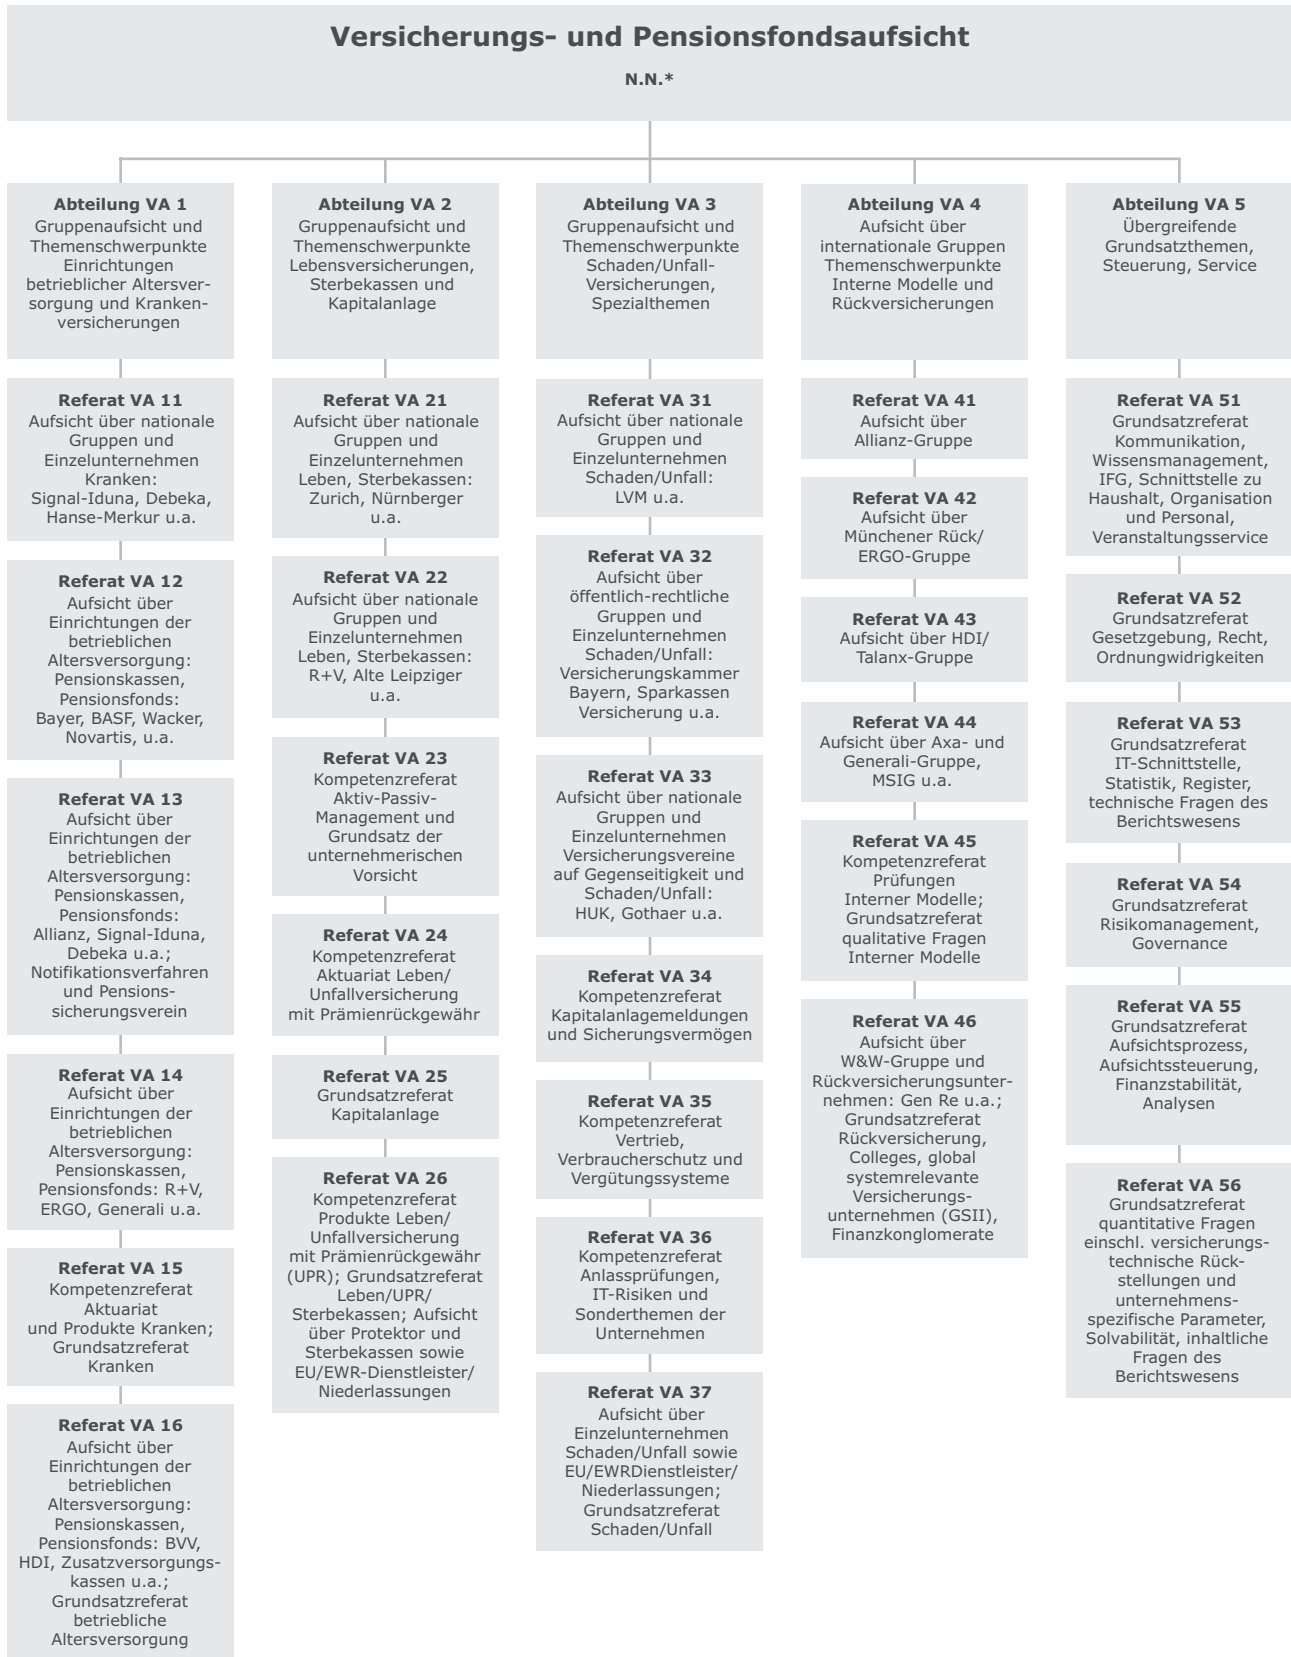 Versicherungs- und Pensionsfondsaufsicht
N.N.*
Abteilung VA 1
Gruppenaufsicht und
Themenschwerpunkte
Einrichtungen
betrieblicher Altersver-
sorgung und Kranken-
versicherungen
Referat VA 11
Aufsicht über nationale
Gruppen und
Einzelunternehmen
Kranken:
Signal-Iduna, Debeka,
Hanse-Merkur u.a.
Referat VA 12
Aufsicht über
Einrichtungen der
betrieblichen
Altersversorgung:
Pensionskassen,
Pensionsfonds:
Bayer, BASF, Wacker,
Novartis, u.a.
Referat VA 13
Aufsicht über
Einrichtungen der
betrieblichen
Altersversorgung:
Pensionskassen,
Pensionsfonds:
Allianz, Signal-Iduna,
Debeka u.a.;
Notifikationsverfahren
und Pensions-
sicherungsverein
Referat VA 14
Aufsicht über
Einrichtungen der
betrieblichen
Altersversorgung:
Pensionskassen,
Pensionsfonds: R+V,
ERGO, Generali u.a.
Referat VA 15
Kompetenzreferat
Aktuariat
und Produkte Kranken;
Grundsatzreferat
Kranken
Referat VA 16
Aufsicht über
Einrichtungen der
betrieblichen
Altersversorgung:
Pensionskassen,
Pensionsfonds: BVV,
HDI, Zusatzversorgungs-
kassen u.a.;
Grundsatzreferat
betriebliche
Altersversorgung
Abteilung VA 2
Gruppenaufsicht und
Themenschwerpunkte
Lebensversicherungen,
Sterbekassen und
Kapitalanlage
Referat VA 21
Aufsicht über nationale
Gruppen und
Einzelunternehmen
Leben, Sterbekassen:
Zurich, Nürnberger
u.a.
Referat VA 22
Aufsicht über nationale
Gruppen und
Einzelunternehmen
Leben, Sterbekassen:
R+V, Alte Leipziger
u.a.
Referat VA 23
Kompetenzreferat
Aktiv-Passiv-
Management und
Grundsatz der
unternehmerischen
Vorsicht
Referat VA 24
Kompetenzreferat
Aktuariat Leben/
Unfallversicherung
mit Prämienrückgewähr
Referat VA 25
Grundsatzreferat
Kapitalanlage
Referat VA 26
Kompetenzreferat
Produkte Leben/
Unfallversicherung
mit Prämienrückgewähr
(UPR); Grundsatzreferat
Leben/UPR/
Sterbekassen; Aufsicht
über Protektor und
Sterbekassen sowie
EU/EWR-Dienstleister/
Niederlassungen
Abteilung VA 3
Gruppenaufsicht und
Themenschwerpunkte
Schaden/Unfall-
Versicherungen,
Spezialthemen
Referat VA 31
Aufsicht über nationale
Gruppen und
Einzelunternehmen
Schaden/Unfall:
LVM u.a.
Referat VA 32
Aufsicht über
öffentlich-rechtliche
Gruppen und
Einzelunternehmen
Schaden/Unfall:
Versicherungskammer
Bayern, Sparkassen
Versicherung u.a.
Referat VA 33
Aufsicht über nationale
Gruppen und
Einzelunternehmen
Versicherungsvereine
auf Gegenseitigkeit und
Schaden/Unfall:
HUK, Gothaer u.a.
Referat VA 34
Kompetenzreferat
Kapitalanlagemeldungen
und Sicherungsvermögen
Referat VA 35
Kompetenzreferat
Vertrieb,
Verbraucherschutz und
Vergütungssysteme
Referat VA 36
Kompetenzreferat
Anlassprüfungen,
IT-Risiken und
Sonderthemen der
Unternehmen
Referat VA 37
Aufsicht über
Einzelunternehmen
Schaden/Unfall sowie
EU/EWRDienstleister/
Niederlassungen;
Grundsatzreferat
Schaden/Unfall
Abteilung VA 4
Aufsicht über
internationale Gruppen
Themenschwerpunkte
Interne Modelle und
Rückversicherungen
Referat VA 41
Aufsicht über
Allianz-Gruppe
Referat VA 42
Aufsicht über
Münchener Rück/
ERGO-Gruppe
Referat VA 43
Aufsicht über HDI/
Talanx-Gruppe
Referat VA 44
Aufsicht über Axa- und
Generali-Gruppe,
MSIG u.a.
Referat VA 45
Kompetenzreferat
Prüfungen
Interner Modelle;
Grundsatzreferat
qualitative Fragen
Interner Modelle
Referat VA 46
Aufsicht über
W&W-Gruppe und
Rückversicherungsunter-
nehmen: Gen Re u.a.;
Grundsatzreferat
Rückversicherung,
Colleges, global
systemrelevante
Versicherungs-
unternehmen (GSII),
Finanzkonglomerate
Abteilung VA 5
Übergreifende
Grundsatzthemen,
Steuerung, Service
Referat VA 51
Grundsatzreferat
Kommunikation,
Wissensmanagement,
IFG, Schnittstelle zu
Haushalt, Organisation
und Personal,
Veranstaltungsservice
Referat VA 52
Grundsatzreferat
Gesetzgebung, Recht,
Ordnungwidrigkeiten
Referat VA 53
Grundsatzreferat
IT-Schnittstelle,
Statistik, Register,
technische Fragen des
Berichtswesens
Referat VA 54
Grundsatzreferat
Risikomanagement,
Governance
Referat VA 55
Grundsatzreferat
Aufsichtsprozess,
Aufsichtssteuerung,
Finanzstabilität,
Analysen
Referat VA 56
Grundsatzreferat
quantitative Fragen
einschl. versicherungs-
technische Rück-
stellungen und
unternehmens-
spezifische Parameter,
Solvabilität, inhaltliche
Fragen des
Berichtswesens